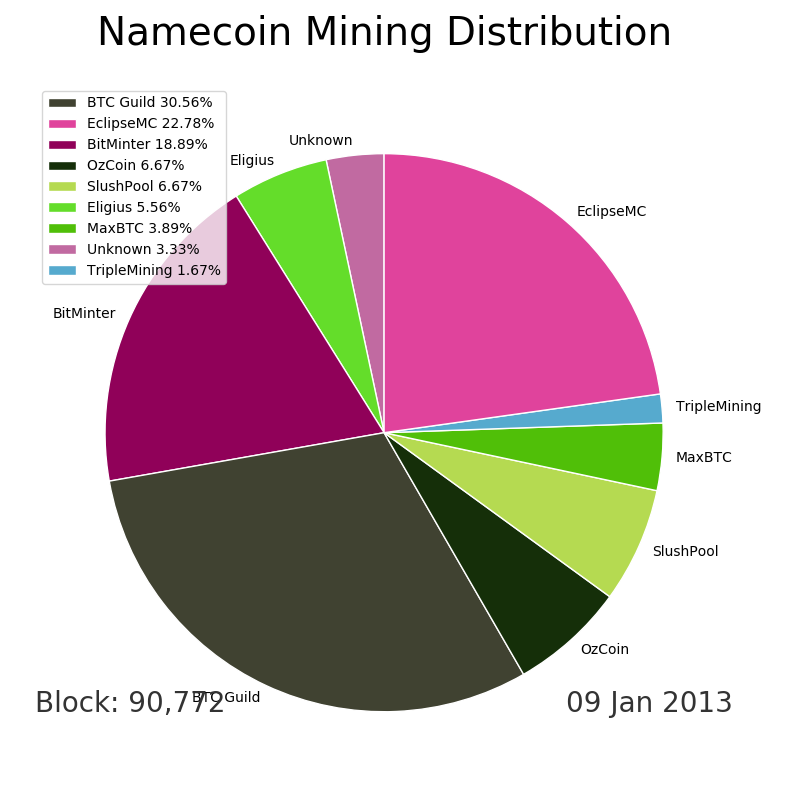 Namecoin Mining Distribution
BTC Guild 30.56%
EclipseMC 22.78%
BitMinter 18.89%
OzCoin 6.67%
SlushPool 6.67%
Eligius 5.56%
MaxBTC 3.89%
Unknown 3.33%
TripleMining 1.67%
Unknown
Eligius
EclipseMC
BitMinter
TripleMining
MaxBTC
SlushPool
OzCoin
BTC Guild
Block: 90,772
09 Jan 2013